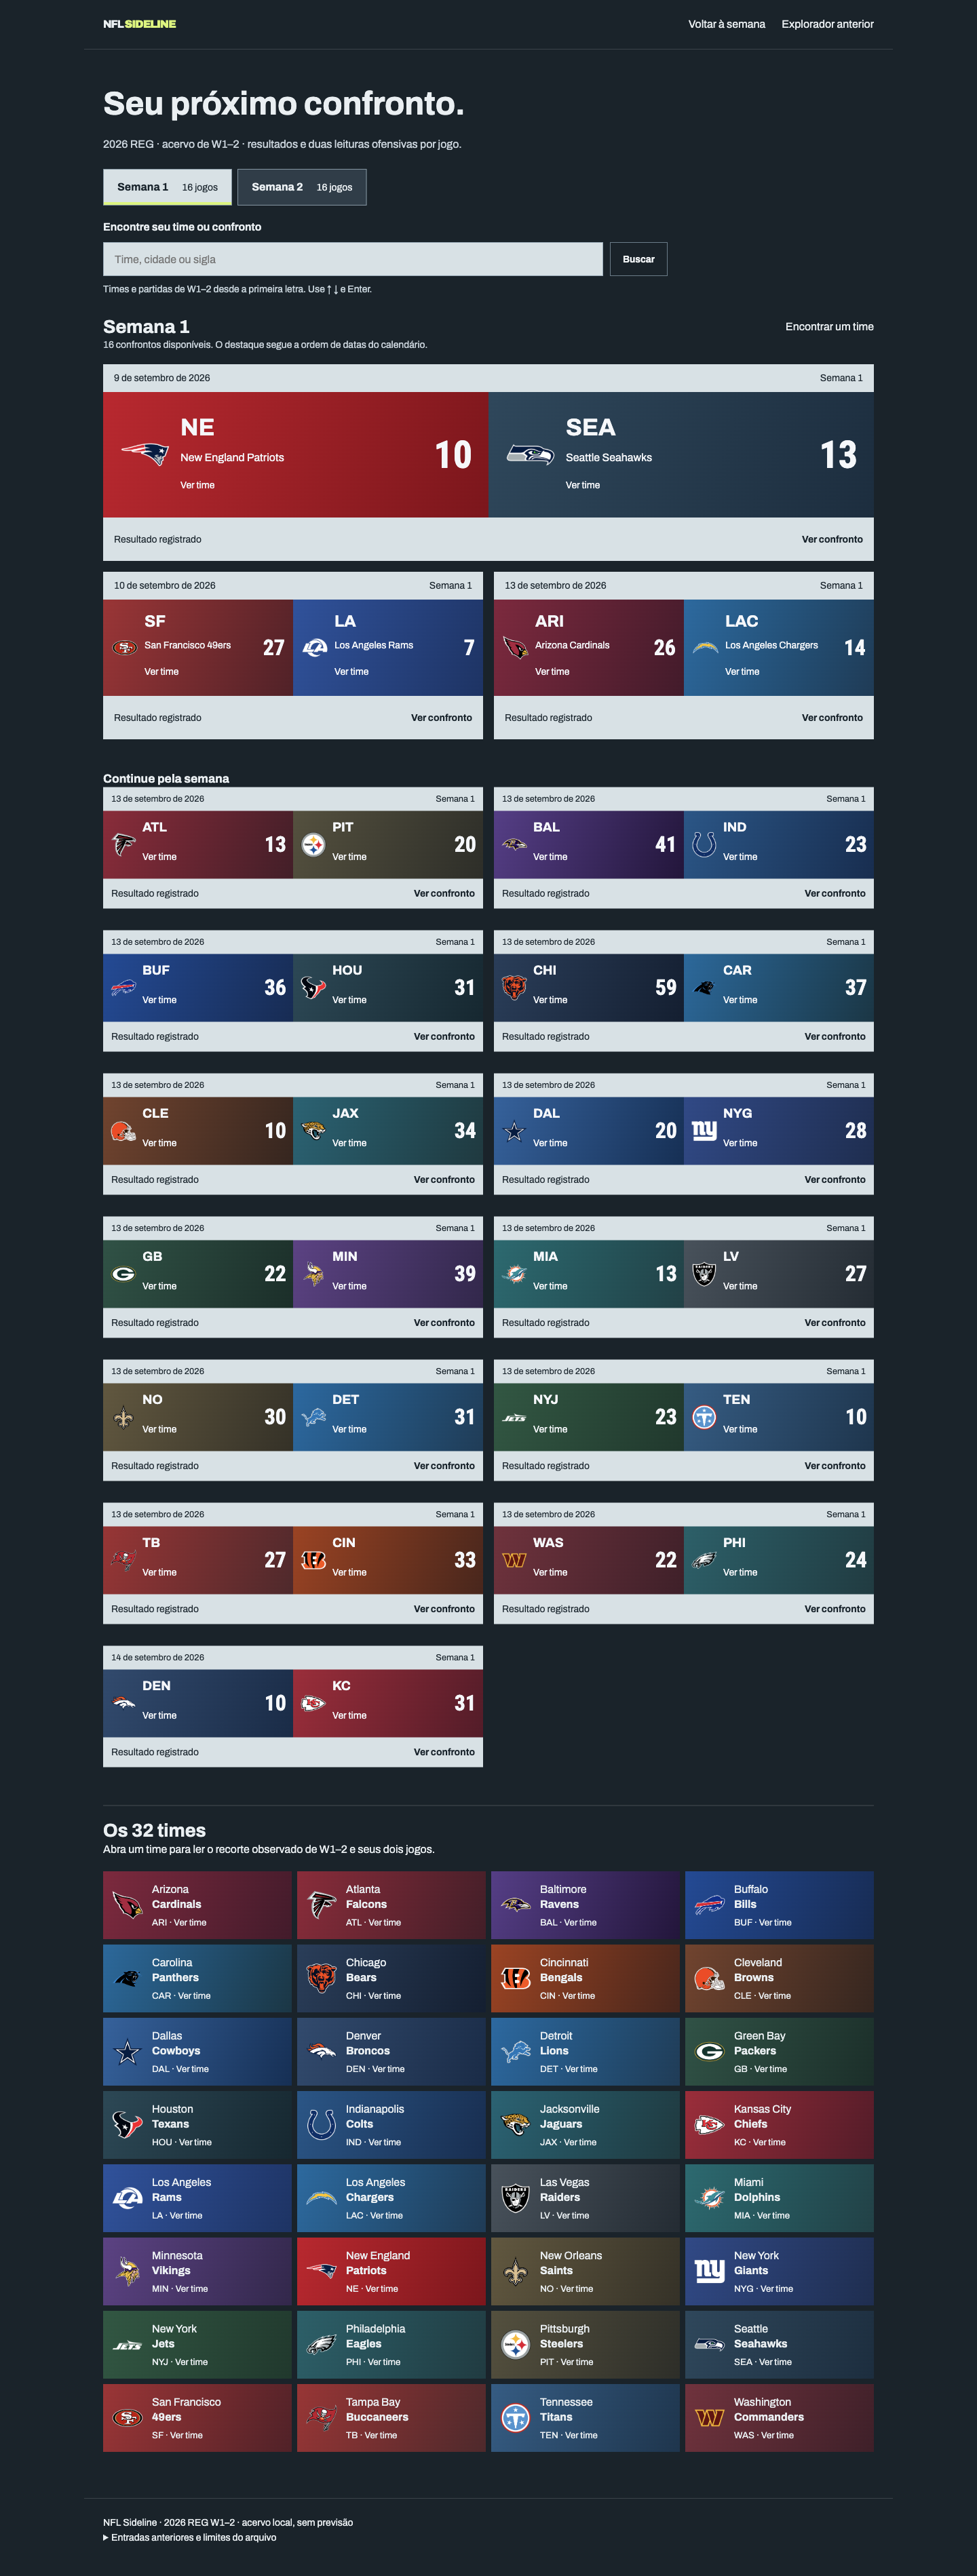 NFL SIDELINE
Voltar à semana
Explorador anterior
Seu próximo confronto.
2026 REG · acervo de W1–2 · resultados e duas leituras ofensivas por jogo.
Semana 1 16 jogos
Semana 2 16 jogos
Encontre seu time ou confronto
Time, cidade ou sigla
Buscar
Times e partidas de W1–2 desde a primeira letra. Use ↑ ↓ e Enter.
Semana 1
Encontrar um time
16 confrontos disponíveis. O destaque segue a ordem de datas do calendário.
9 de setembro de 2026
Semana 1
NE
New England Patriots
Ver time
10
SEA
Seattle Seahawks
Ver time
13
Resultado registrado
Ver confronto
10 de setembro de 2026
Semana 1
SF
San Francisco 49ers
Ver time
27
LA
Los Angeles Rams
Ver time
7
Resultado registrado
Ver confronto
13 de setembro de 2026
Semana 1
ARI
Arizona Cardinals
Ver time
26
LAC
Los Angeles Chargers
Ver time
14
Resultado registrado
Ver confronto
Continue pela semana
13 de setembro de 2026
Semana 1
ATL
Ver time
13
PIT
Ver time
20
Resultado registrado
Ver confronto
13 de setembro de 2026
Semana 1
BAL
Ver time
41
IND
Ver time
23
Resultado registrado
Ver confronto
13 de setembro de 2026
Semana 1
BUF
Ver time
36
HOU
Ver time
31
Resultado registrado
Ver confronto
13 de setembro de 2026
Semana 1
CHI
Ver time
59
CAR
Ver time
37
Resultado registrado
Ver confronto
13 de setembro de 2026
Semana 1
CLE
Ver time
10
JAX
Ver time
34
Resultado registrado
Ver confronto
13 de setembro de 2026
Semana 1
DAL
Ver time
20
NYG
Ver time
28
Resultado registrado
Ver confronto
13 de setembro de 2026
Semana 1
GB
Ver time
22
MIN
Ver time
39
Resultado registrado
Ver confronto
13 de setembro de 2026
Semana 1
MIA
Ver time
13
LV
Ver time
27
Resultado registrado
Ver confronto
13 de setembro de 2026
Semana 1
NO
Ver time
30
DET
Ver time
31
Resultado registrado
Ver confronto
13 de setembro de 2026
Semana 1
NYJ
Ver time
23
TEN
Ver time
10
Resultado registrado
Ver confronto
13 de setembro de 2026
Semana 1
TB
Ver time
27
CIN
Ver time
33
Resultado registrado
Ver confronto
13 de setembro de 2026
Semana 1
WAS
Ver time
22
PHI
Ver time
24
Resultado registrado
Ver confronto
14 de setembro de 2026
Semana 1
DEN
Ver time
10
KC
Ver time
31
Resultado registrado
Ver confronto
Os 32 times
Abra um time para ler o recorte observado de W1–2 e seus dois jogos.
Arizona
Cardinals
ARI · Ver time
Atlanta
Falcons
ATL · Ver time
Baltimore
Ravens
BAL · Ver time
Buffalo
Bills
BUF · Ver time
Carolina
Panthers
CAR · Ver time
Chicago
Bears
CHI · Ver time
Cincinnati
Bengals
CIN · Ver time
Cleveland
Browns
CLE · Ver time
Dallas
Cowboys
DAL · Ver time
Denver
Broncos
DEN · Ver time
Detroit
Lions
DET · Ver time
Green Bay
Packers
GB · Ver time
Houston
Texans
HOU · Ver time
Indianapolis
Colts
IND · Ver time
Jacksonville
Jaguars
JAX · Ver time
Kansas City
Chiefs
KC · Ver time
Los Angeles
Rams
LA · Ver time
Los Angeles
Chargers
LAC · Ver time
Las Vegas
Raiders
LV · Ver time
Miami
Dolphins
MIA · Ver time
Minnesota
Vikings
MIN · Ver time
New England
Patriots
NE · Ver time
New Orleans
Saints
NO · Ver time
New York
Giants
NYG · Ver time
New York
Jets
NYJ · Ver time
Philadelphia
Eagles
PHI · Ver time
Pittsburgh
Steelers
PIT · Ver time
Seattle
Seahawks
SEA · Ver time
San Francisco
49ers
SF · Ver time
Tampa Bay
Buccaneers
TB · Ver time
Tennessee
Titans
TEN · Ver time
Washington
Commanders
WAS · Ver time
NFL Sideline · 2026 REG W1–2 · acervo local, sem previsão
▶ Entradas anteriores e limites do arquivo